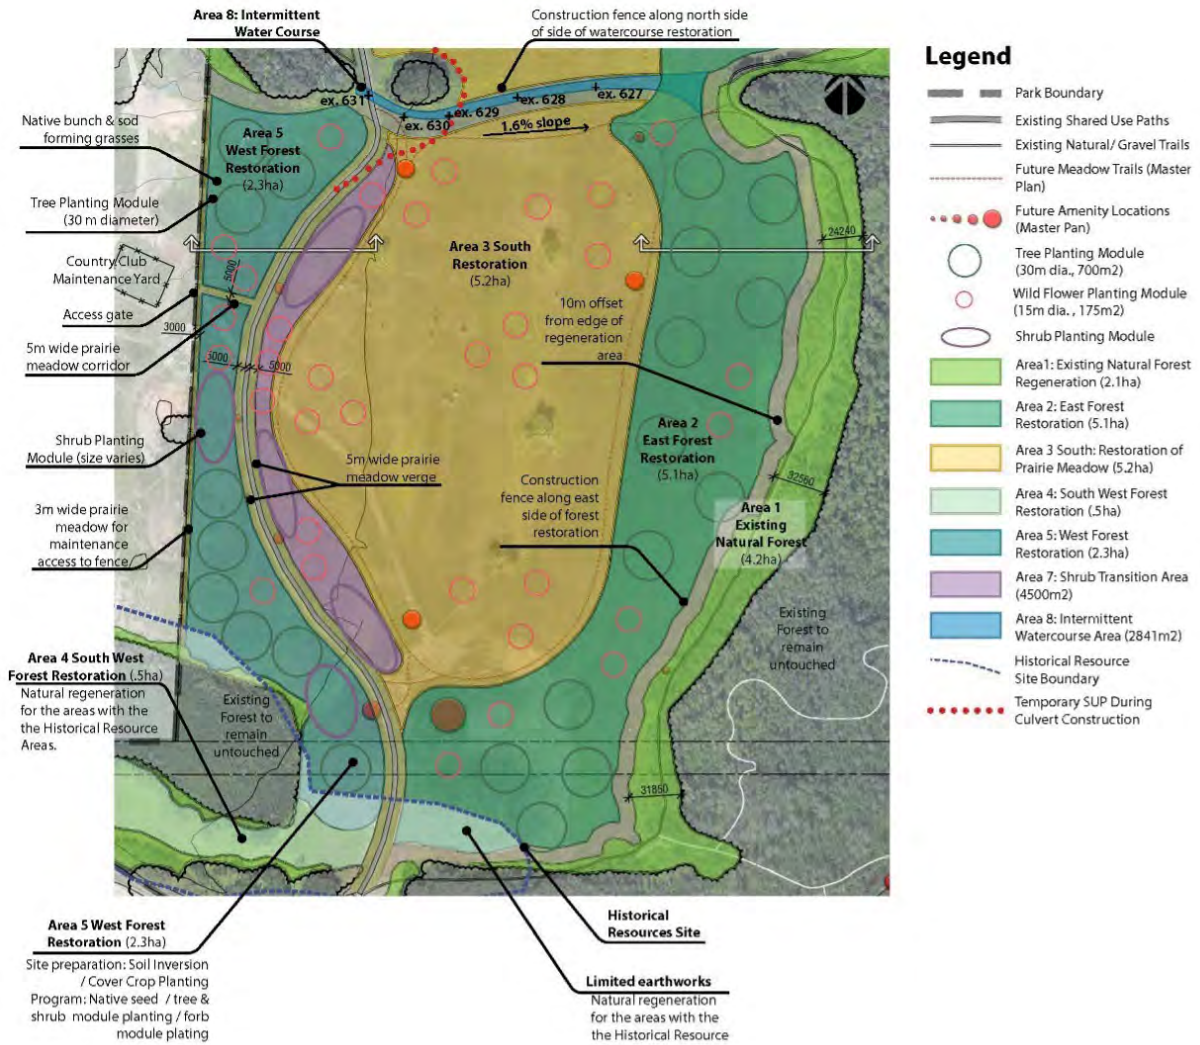 Area 8: Intermittent
Water Course
Construction fence along north side
of side of watercourse restoration
ex. 631
ex. 630
ex. 629
ex. 628
ex. 627
1.6% slope
Native bunch & sod
forming grasses
Area 5
West Forest
Restoration
(2.3ha)
Tree Planting Module
(30 m diameter)
Country Club
Maintenance Yard
Access gate
3000
5000
5m wide prairie
meadow corridor
5000
5000
Area 3 South
Restoration
(5.2ha)
24240
10m offset
from edge of
regeneration
area
Shrub Planting
Module (size varies)
5m wide prairie
meadow verge
Area 2
East Forest
Restoration
(5.1ha)
32560
3m wide prairie
meadow for
maintenance
access to fence
Construction
fence along east
side of forest
restoration
Area 1
Existing
Natural Forest
(4.2ha)
Existing
Forest to
remain
untouched
Area 4 South West
Forest Restoration (.5ha)
Natural regeneration
for the areas with the
the Historical Resource
Areas.
Existing
Forest to
remain
untouched
31850
Area 5 West Forest
Restoration (2.3ha)
Site preparation: Soil Inversion
/ Cover Crop Planting
Program: Native seed / tree &
shrub module planting / forb
module plating
Historical
Resources Site
Limited earthworks
Natural regeneration
for the areas with the
the Historical Resource
Legend
Park Boundary
Existing Shared Use Paths
Existing Natural/ Gravel Trails
Future Meadow Trails (Master
Plan)
Future Amenity Locations
(Master Pan)
Tree Planting Module
(30m dia., 700m2)
Wild Flower Planting Module
(15m dia. , 175m2)
Shrub Planting Module
Area1: Existing Natural Forest
Regeneration (2.1ha)
Area 2: East Forest
Restoration (5.1ha)
Area 3 South: Restoration of
Prairie Meadow (5.2ha)
Area 4: South West Forest
Restoration (.5ha)
Area 5: West Forest
Restoration (2.3ha)
Area 7: Shrub Transition Area
(4500m2)
Area 8: Intermittent
Watercourse Area (2841m2)
Historical Resource
Site Boundary
Temporary SUP During
Culvert Construction